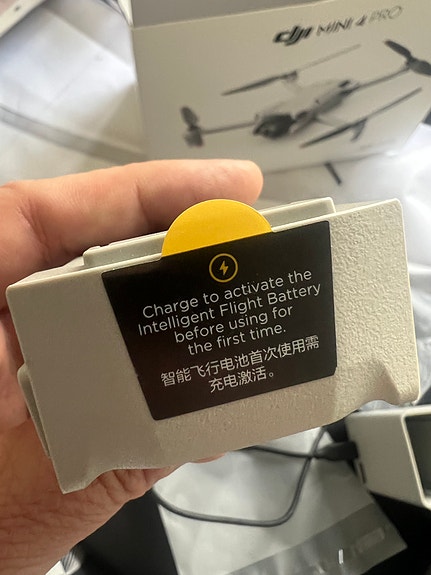 dji MINI 4 PRO
Charge to activate the
Intelligent Flight Battery
before using for
the first time.
智能飞行电池首次使用需
充电激活。